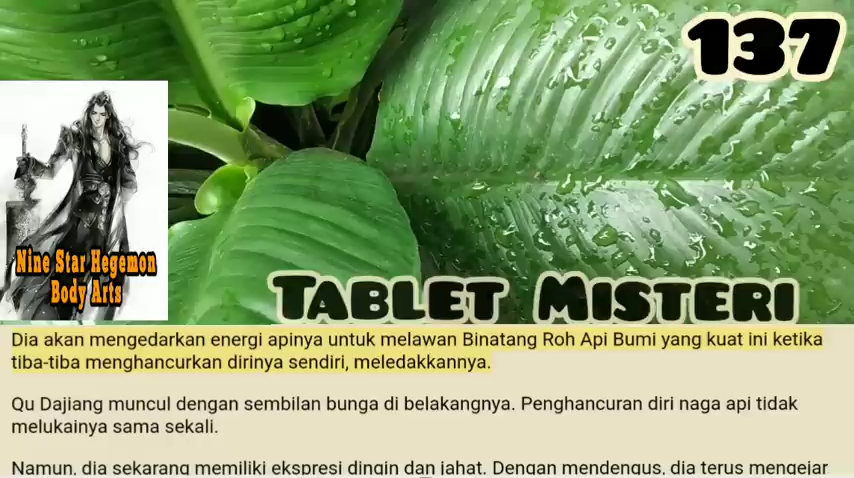 137
Nine Star Hegemon
Body Arts
TABLET MISTERI
Dia akan mengedarkan energi apinya untuk melawan Binatang Roh Api Bumi yang kuat ini ketika
tiba-tiba menghancurkan dirinya sendiri, meledakkannya.
Qu Dajiang muncul dengan sembilan bunga di belakangnya. Penghancuran diri naga api tidak
melukainya sama sekali.
Namun, dia sekarang memiliki ekspresi dingin dan jahat. Dengan mendengus, dia terus mengejar